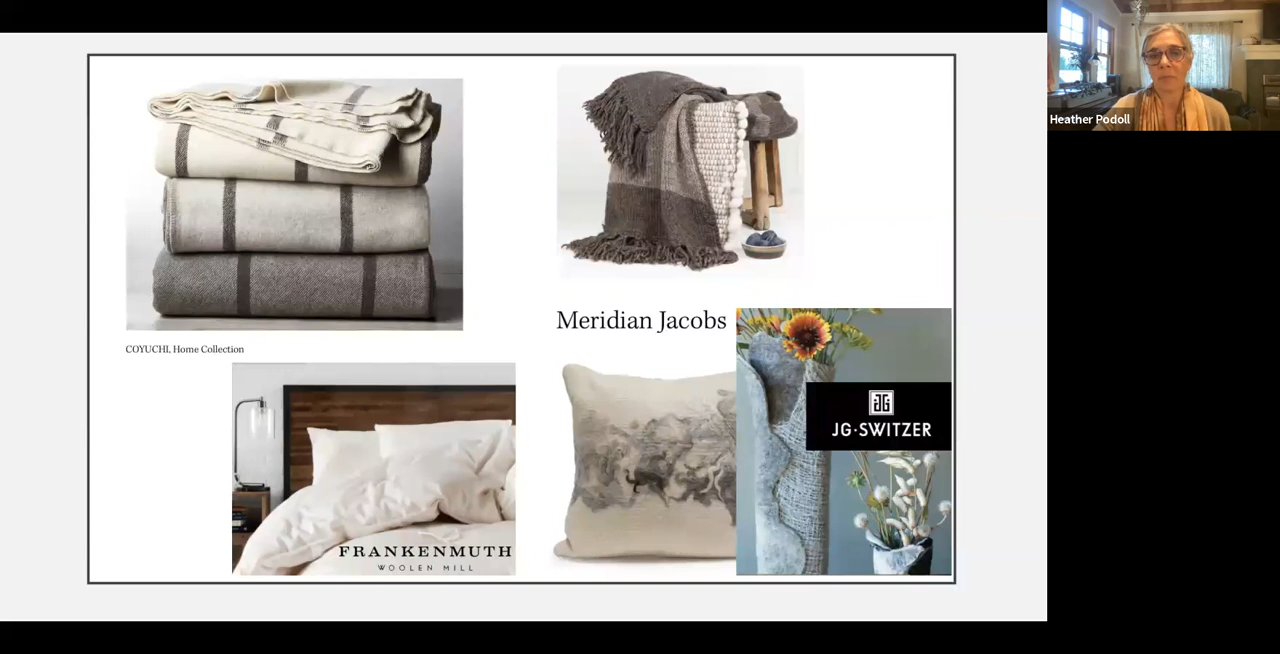 Heather Podoll
Meridian Jacobs
COYUCHI, Home Collection
JG
JG·SWITZER
FRANKENMUTH
WOOLEN MILL